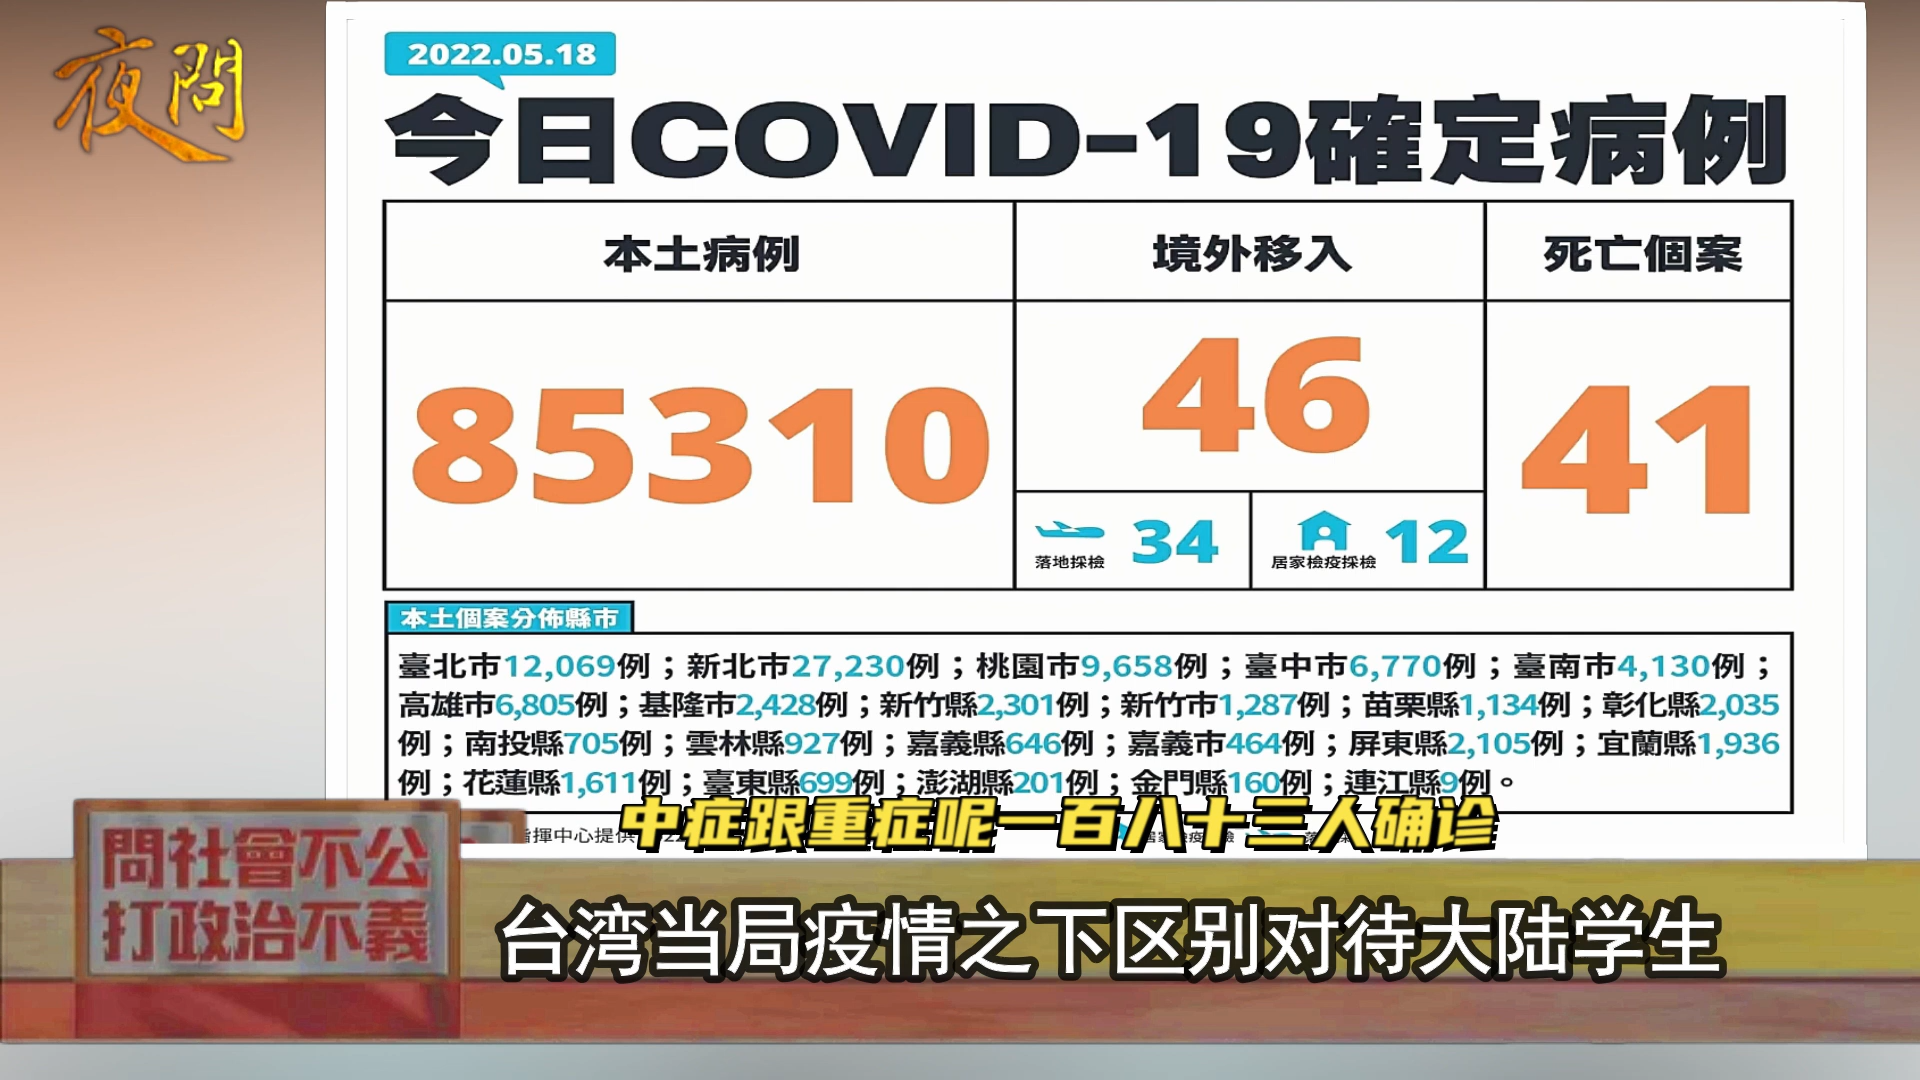 夜問
2022.05.18
今日COVID-19確定病例
本土病例
境外移入
死亡個案
85310
46
41
落地採檢
34
居家檢疫採檢
12
本土個案分佈縣市
臺北市12,069例；新北市27,230例；桃園市9,658例；臺中市6,770例；臺南市4,130例；
高雄市6,805例；基隆市2,428例；新竹縣2,301例；新竹市1,287例；苗栗縣1,134例；彰化縣2,035
例；南投縣705例；雲林縣927例；嘉義縣646例；嘉義市464例；屏東縣2,105例；宜蘭縣1,936
例；花蓮縣1,611例；臺東縣699例；澎湖縣201例；金門縣160例；連江縣9例。
揮中心提供
中症跟重症呢一百八十三人确诊
問社會不公
打政治不義
台湾当局疫情之下区别对待大陆学生